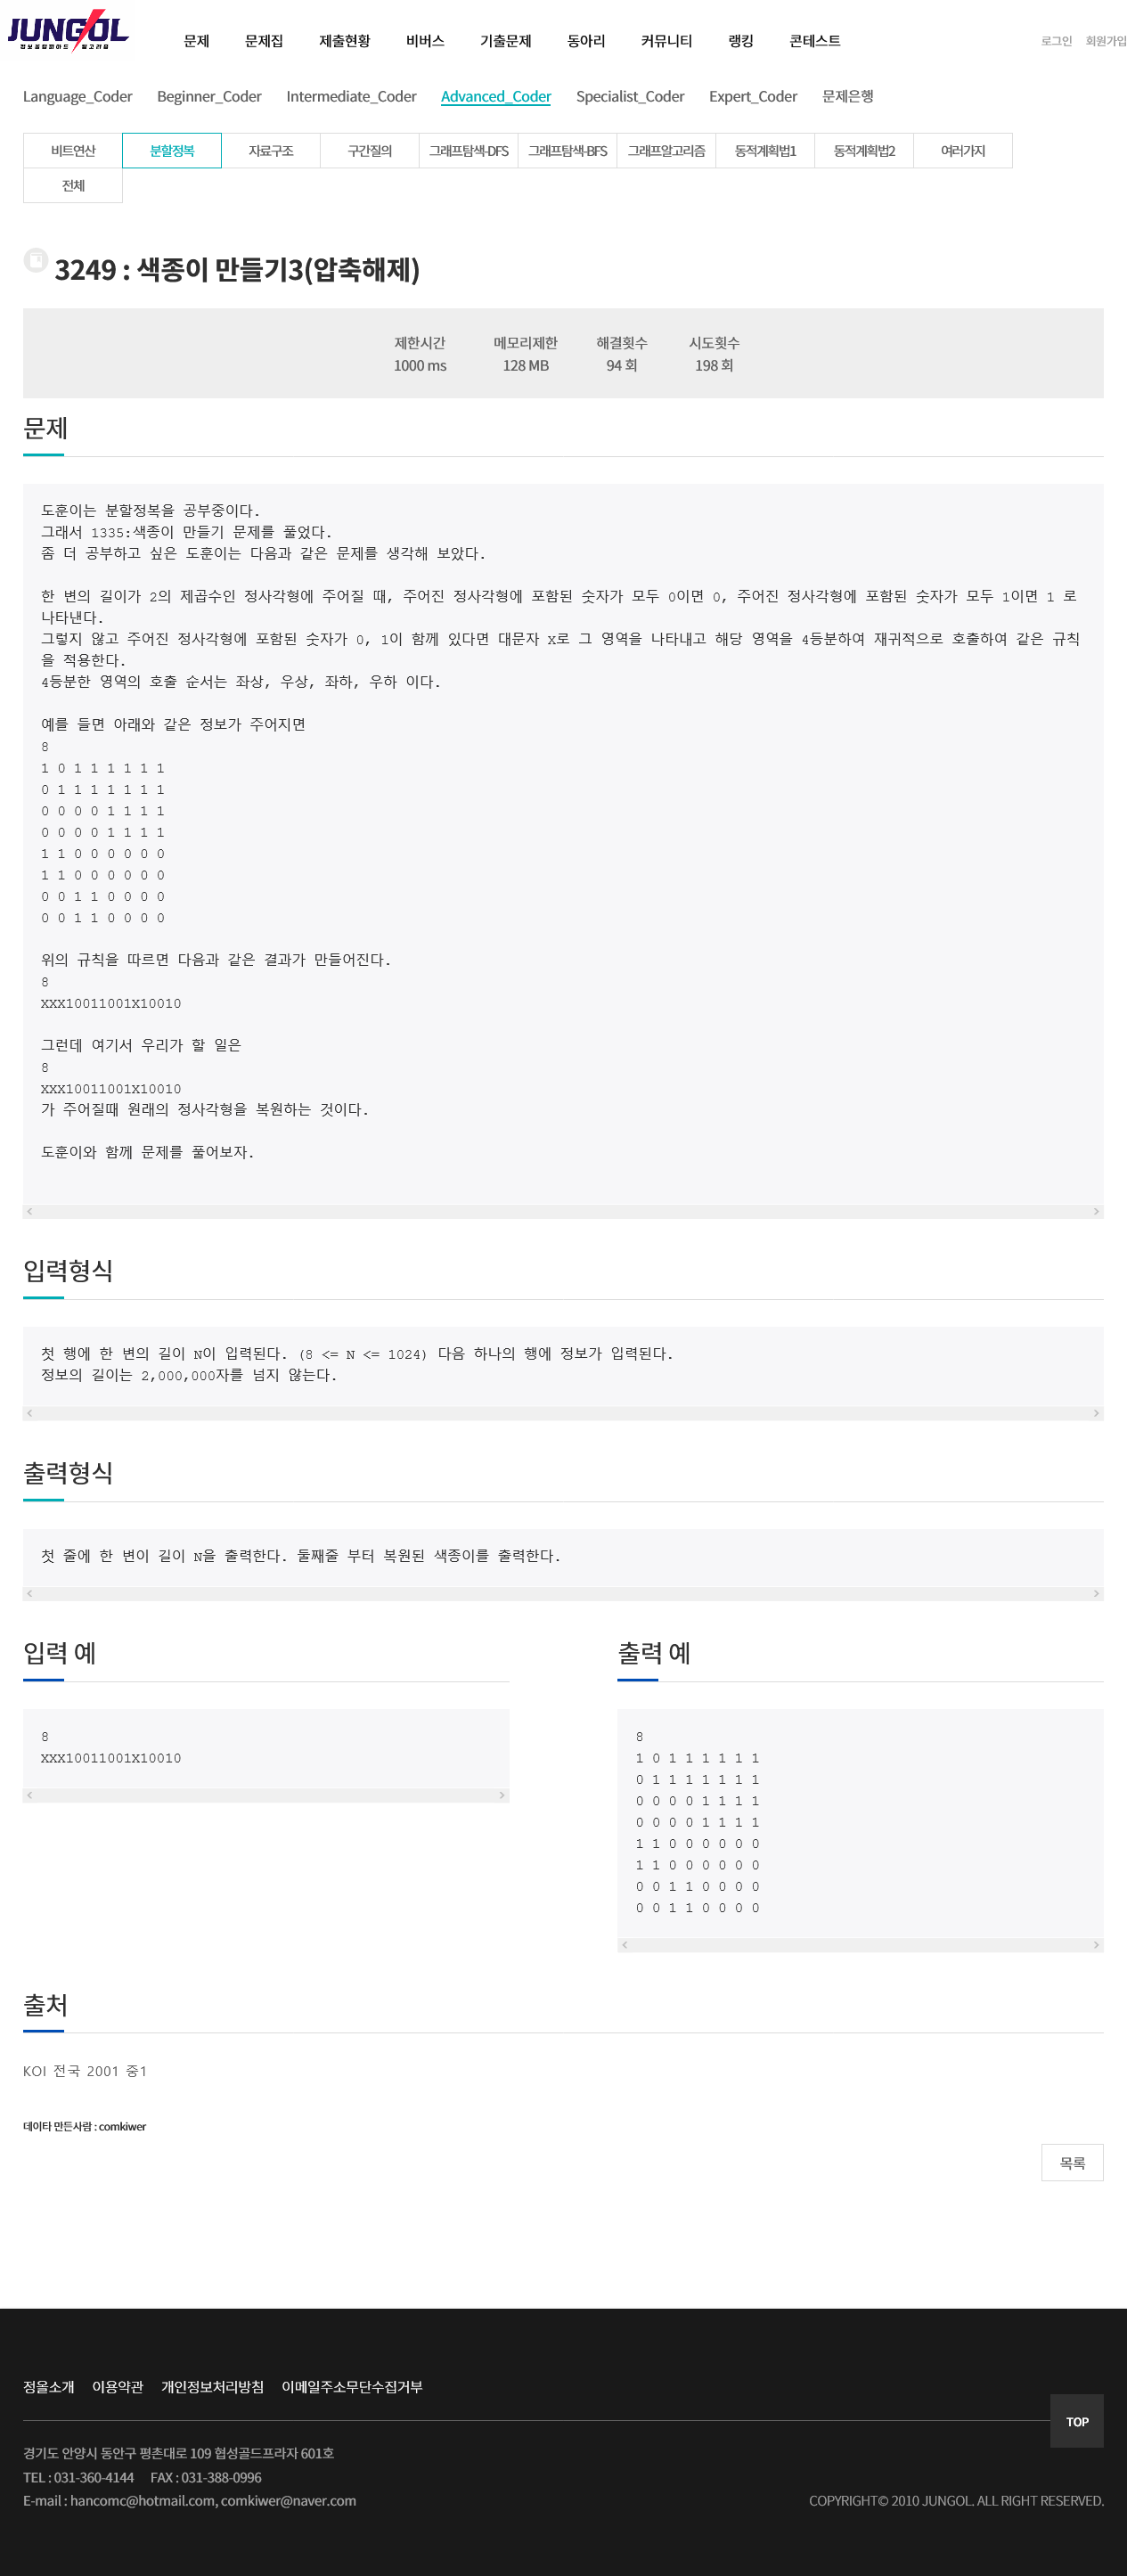 JUNGOL
정보올림피아드 알고리즘
문제 문제집 제출현황 비버스 기출문제 동아리 커뮤니티 랭킹 콘테스트 로그인 회원가입
Language_Coder Beginner_Coder Intermediate_Coder Advanced_Coder Specialist_Coder Expert_Coder 문제은행
비트연산 분할정복 자료구조 구간질의 그래프탐색-DFS 그래프탐색-BFS 그래프알고리즘 동적계획법1 동적계획법2 여러가지
전체
3249 : 색종이 만들기3(압축해제)
제한시간 메모리제한 해결횟수 시도횟수
1000 ms 128 MB 94 회 198 회
문제
도훈이는 분할정복을 공부중이다.
그래서 1335:색종이 만들기 문제를 풀었다.
좀 더 공부하고 싶은 도훈이는 다음과 같은 문제를 생각해 보았다.
한 변의 길이가 2의 제곱수인 정사각형에 주어질 때, 주어진 정사각형에 포함된 숫자가 모두 0이면 0, 주어진 정사각형에 포함된 숫자가 모두 1이면 1 로
나타낸다.
그렇지 않고 주어진 정사각형에 포함된 숫자가 0, 1이 함께 있다면 대문자 X로 그 영역을 나타내고 해당 영역을 4등분하여 재귀적으로 호출하여 같은 규칙
을 적용한다.
4등분한 영역의 호출 순서는 좌상, 우상, 좌하, 우하 이다.
예를 들면 아래와 같은 정보가 주어지면
8
1 0 1 1 1 1 1 1
0 1 1 1 1 1 1 1
0 0 0 0 1 1 1 1
0 0 0 0 1 1 1 1
1 1 0 0 0 0 0 0
1 1 0 0 0 0 0 0
0 0 1 1 0 0 0 0
0 0 1 1 0 0 0 0
위의 규칙을 따르면 다음과 같은 결과가 만들어진다.
8
XXX10011001X10010
그런데 여기서 우리가 할 일은
8
XXX10011001X10010
가 주어질때 원래의 정사각형을 복원하는 것이다.
도훈이와 함께 문제를 풀어보자.
입력형식
첫 행에 한 변의 길이 N이 입력된다. (8 <= N <= 1024) 다음 하나의 행에 정보가 입력된다.
정보의 길이는 2,000,000자를 넘지 않는다.
출력형식
첫 줄에 한 변이 길이 N을 출력한다. 둘째줄 부터 복원된 색종이를 출력한다.
입력 예
8
XXX10011001X10010
출력 예
8
1 0 1 1 1 1 1 1
0 1 1 1 1 1 1 1
0 0 0 0 1 1 1 1
0 0 0 0 1 1 1 1
1 1 0 0 0 0 0 0
1 1 0 0 0 0 0 0
0 0 1 1 0 0 0 0
0 0 1 1 0 0 0 0
출처
KOI 전국 2001 중1
데이타 만든사람 : comkiwer
목록
정올소개 이용약관 개인정보처리방침 이메일주소무단수집거부
TOP
경기도 안양시 동안구 평촌대로 109 협성골드프라자 601호
TEL : 031-360-4144 FAX : 031-388-0996
E-mail : hancomc@hotmail.com, comkiwer@naver.com
COPYRIGHT© 2010 JUNGOL. ALL RIGHT RESERVED.